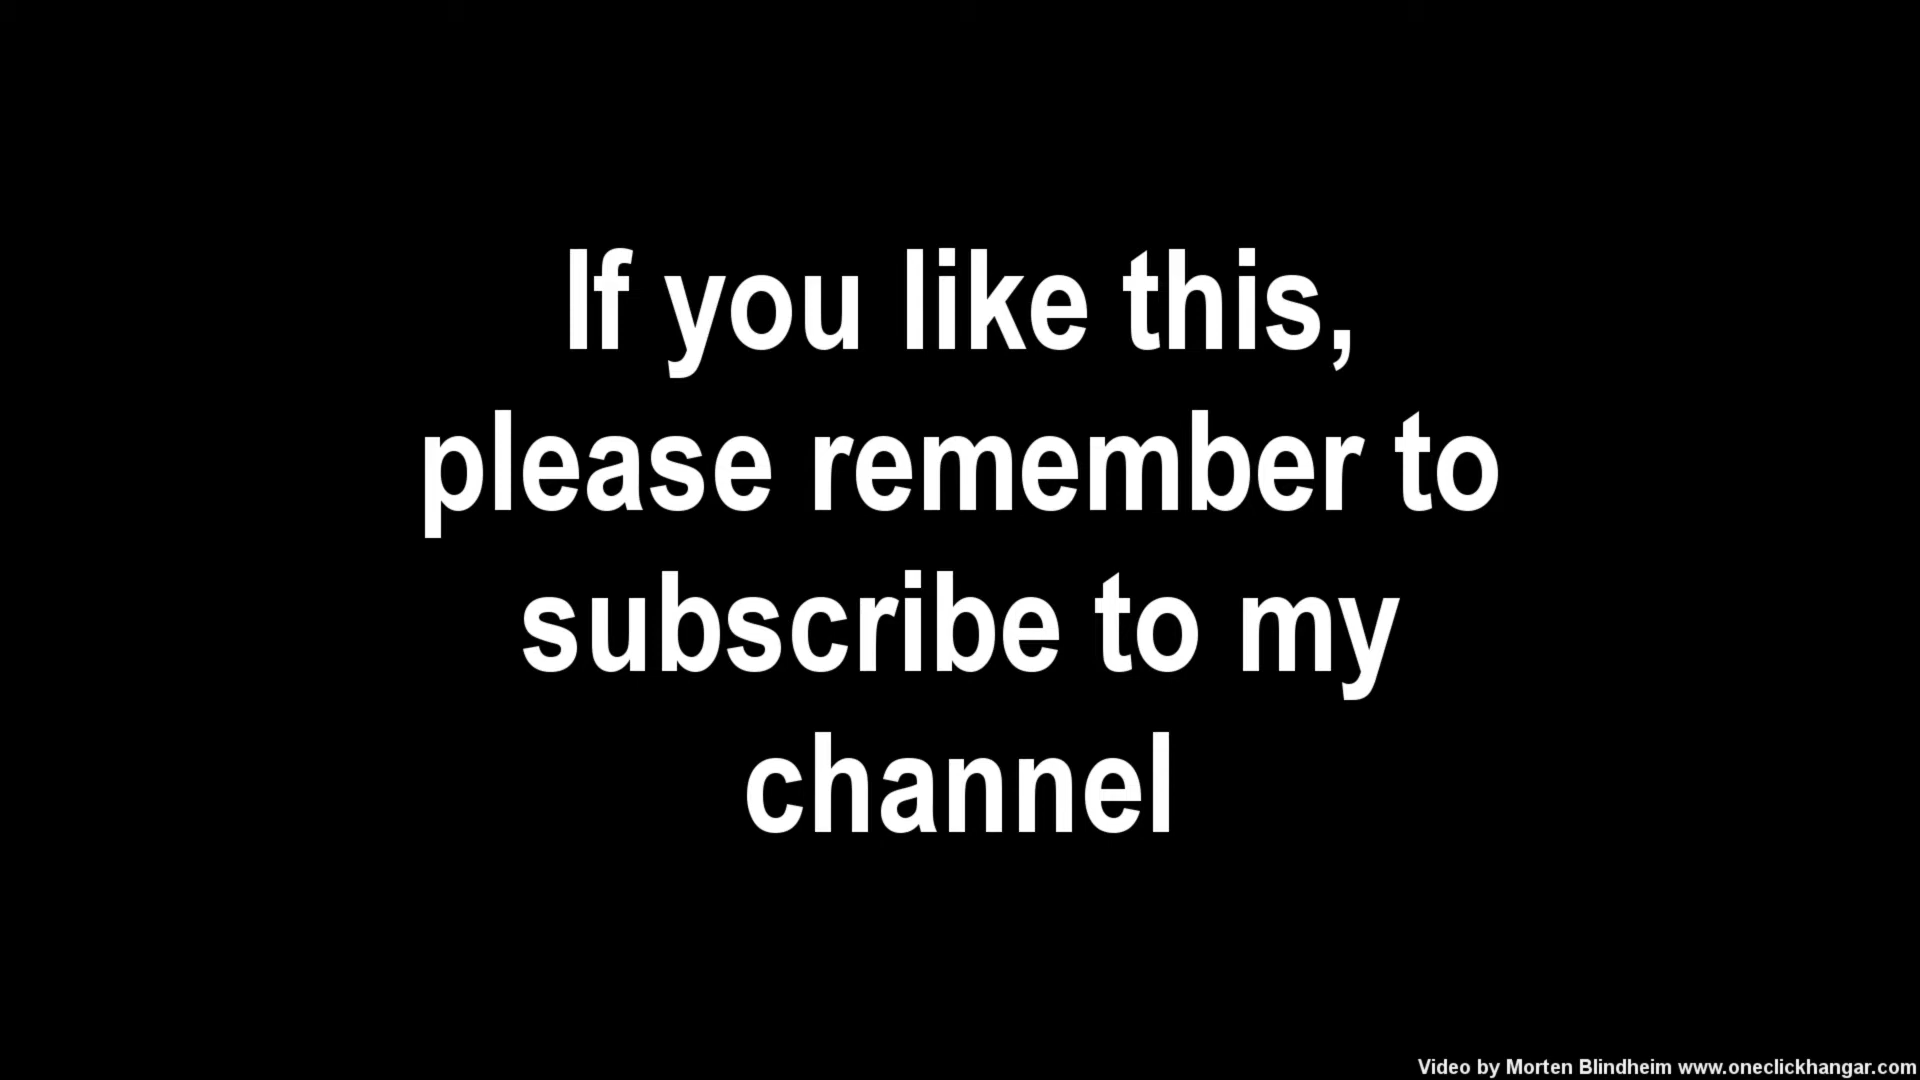 If you like this,
please remember to
subscribe to my
channel
Video by Morten Blindheim www.oneclickhangar.com